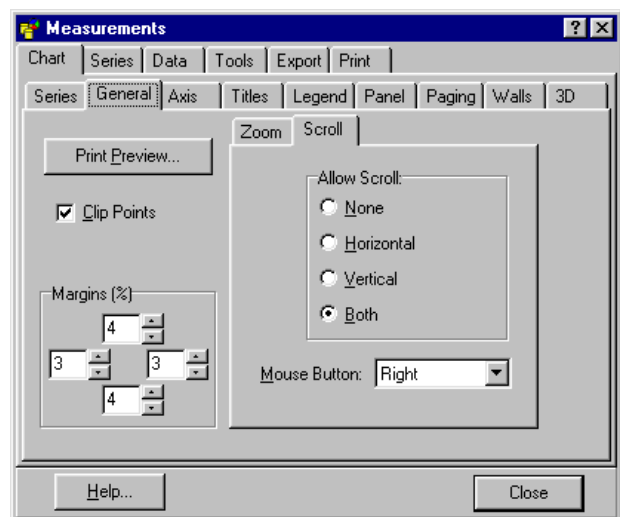 Measurements
Chart Series Data Tools Export Print
Series General Axis Titles Legend Panel Paging Walls 3D
Zoom Scroll
Print Preview...
Allow Scroll:
None
Clip Points
Horizontal
Vertical
Margins (%)
Both
4
3 3
Mouse Button: Right
4
Help... Close